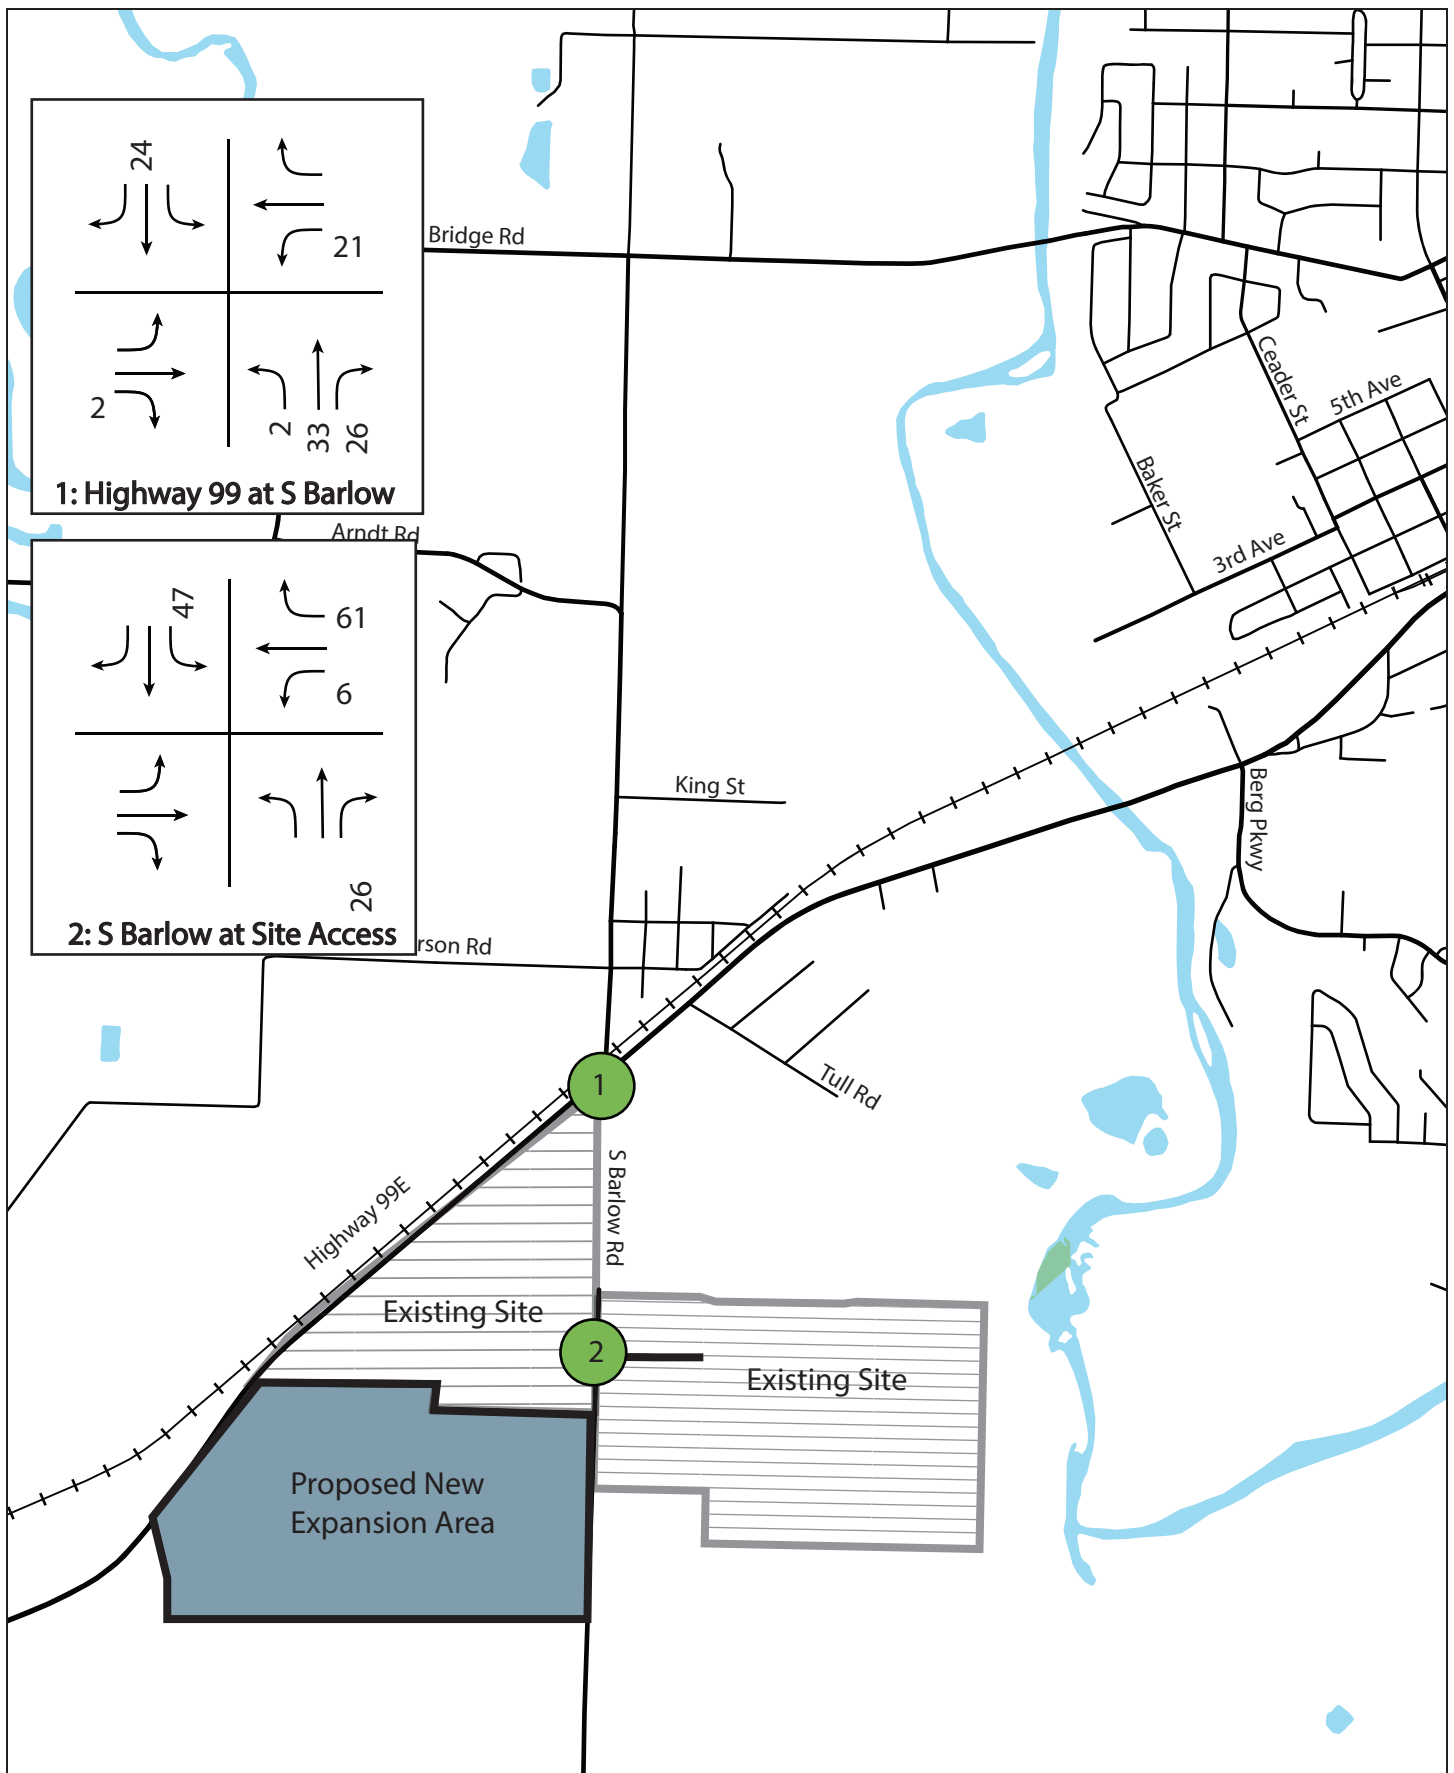 24
21
2
2
33
26
1: Highway 99 at S Barlow
Bridge Rd
Ceader St
5th Ave
Baker St
3rd Ave
Arndt Rd
47
61
6
26
2: S Barlow at Site Access
King St
Berg Pkwy
rson Rd
Tull Rd
1
S Barlow Rd
Highway 99E
Existing Site
2
Existing Site
Proposed New
Expansion Area